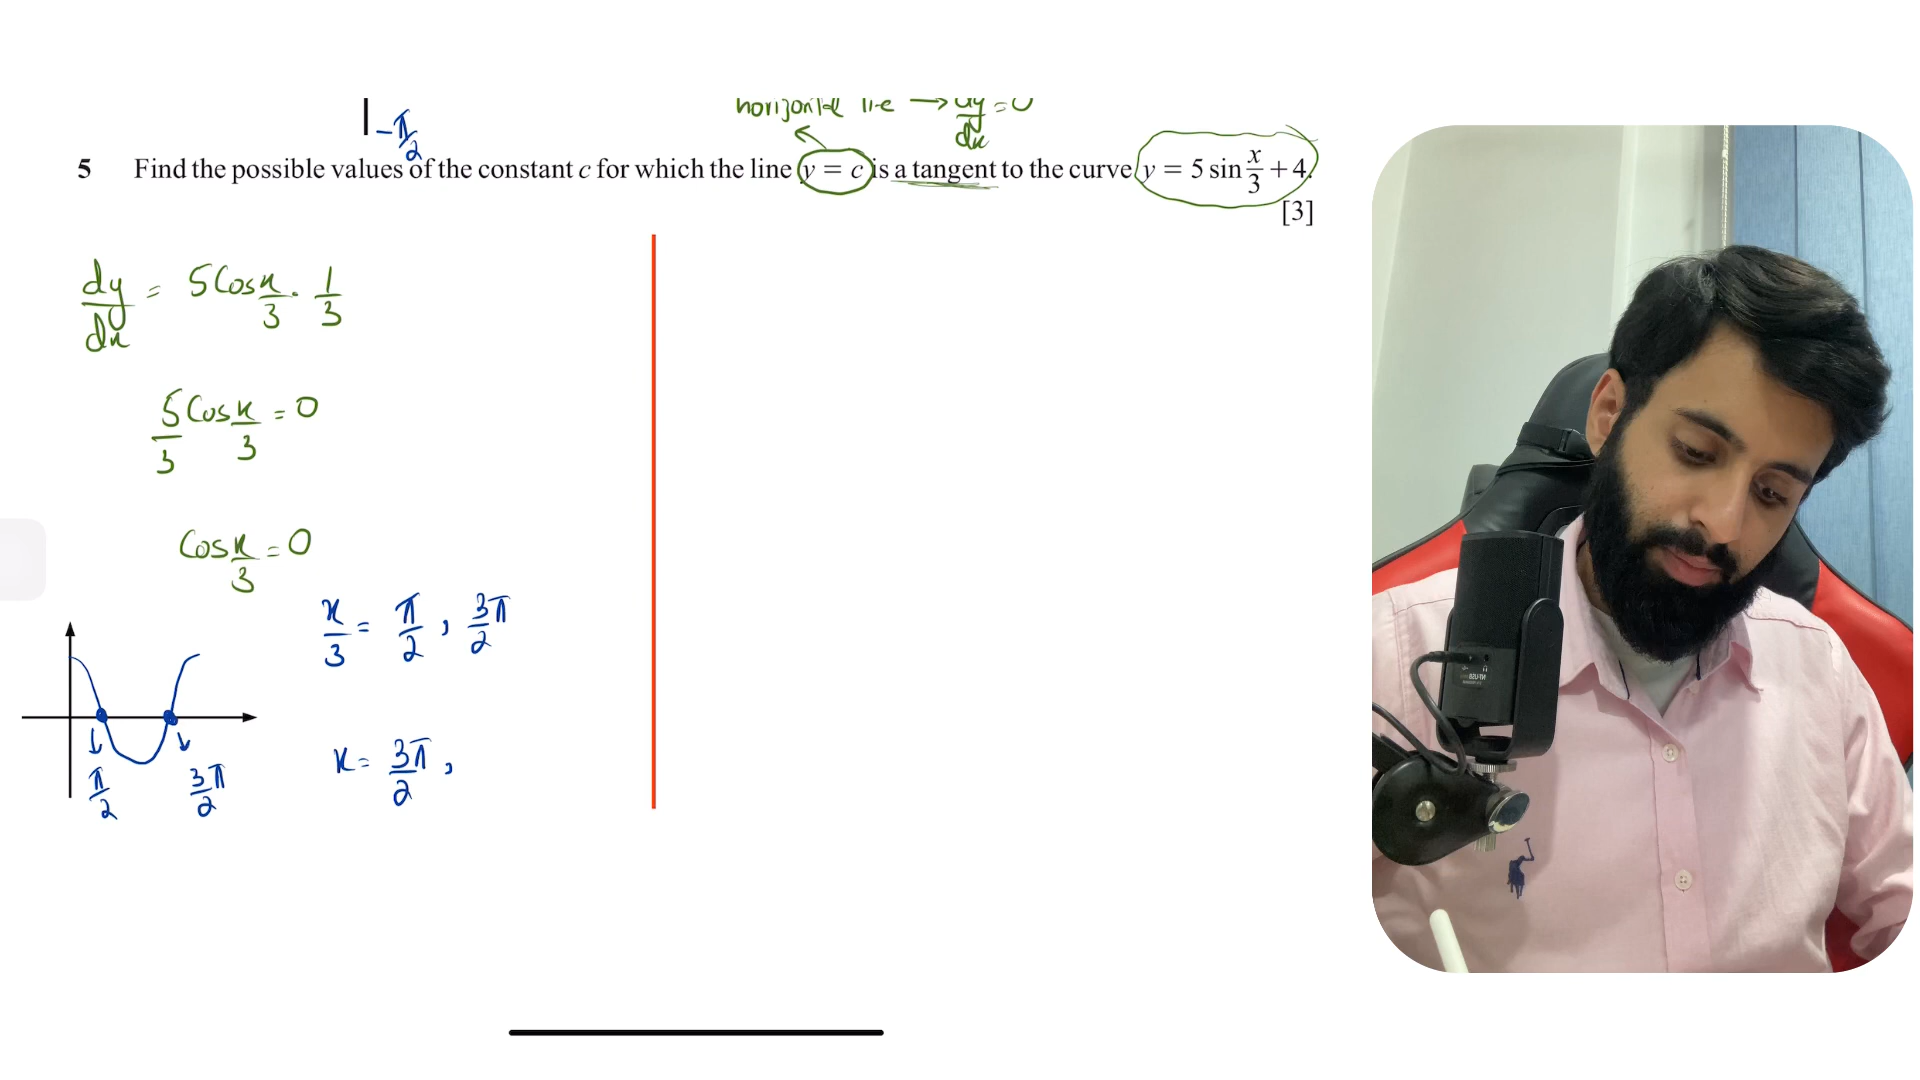 horizontal line → dy/dx = 0
-π/2
5 Find the possible values of the constant c for which the line y = c is a tangent to the curve y = 5 sin x/3 + 4.
[3]
dy/dx = 5Cos x/3 . 1/3
5/3 Cos x/3 = 0
Cos x/3 = 0
x/3 = π/2 , 3π/2
x = 3π/2 ,
π/2 3π/2